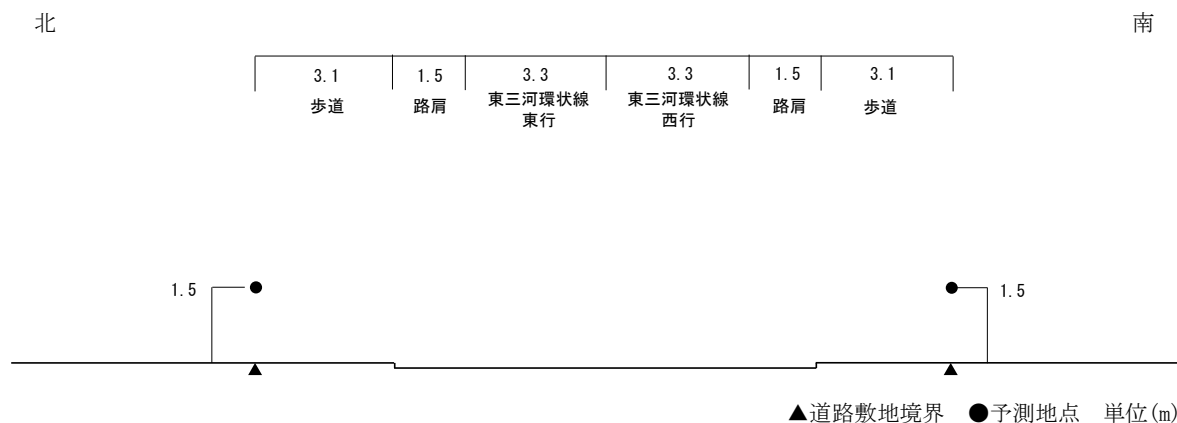 北
南
3.1
1.5
3.3
3.3
1.5
3.1
歩道
路肩
東三河環状線
東行
東三河環状線
西行
路肩
歩道
1.5
1.5
▲道路敷地境界 ●予測地点 単位(m)